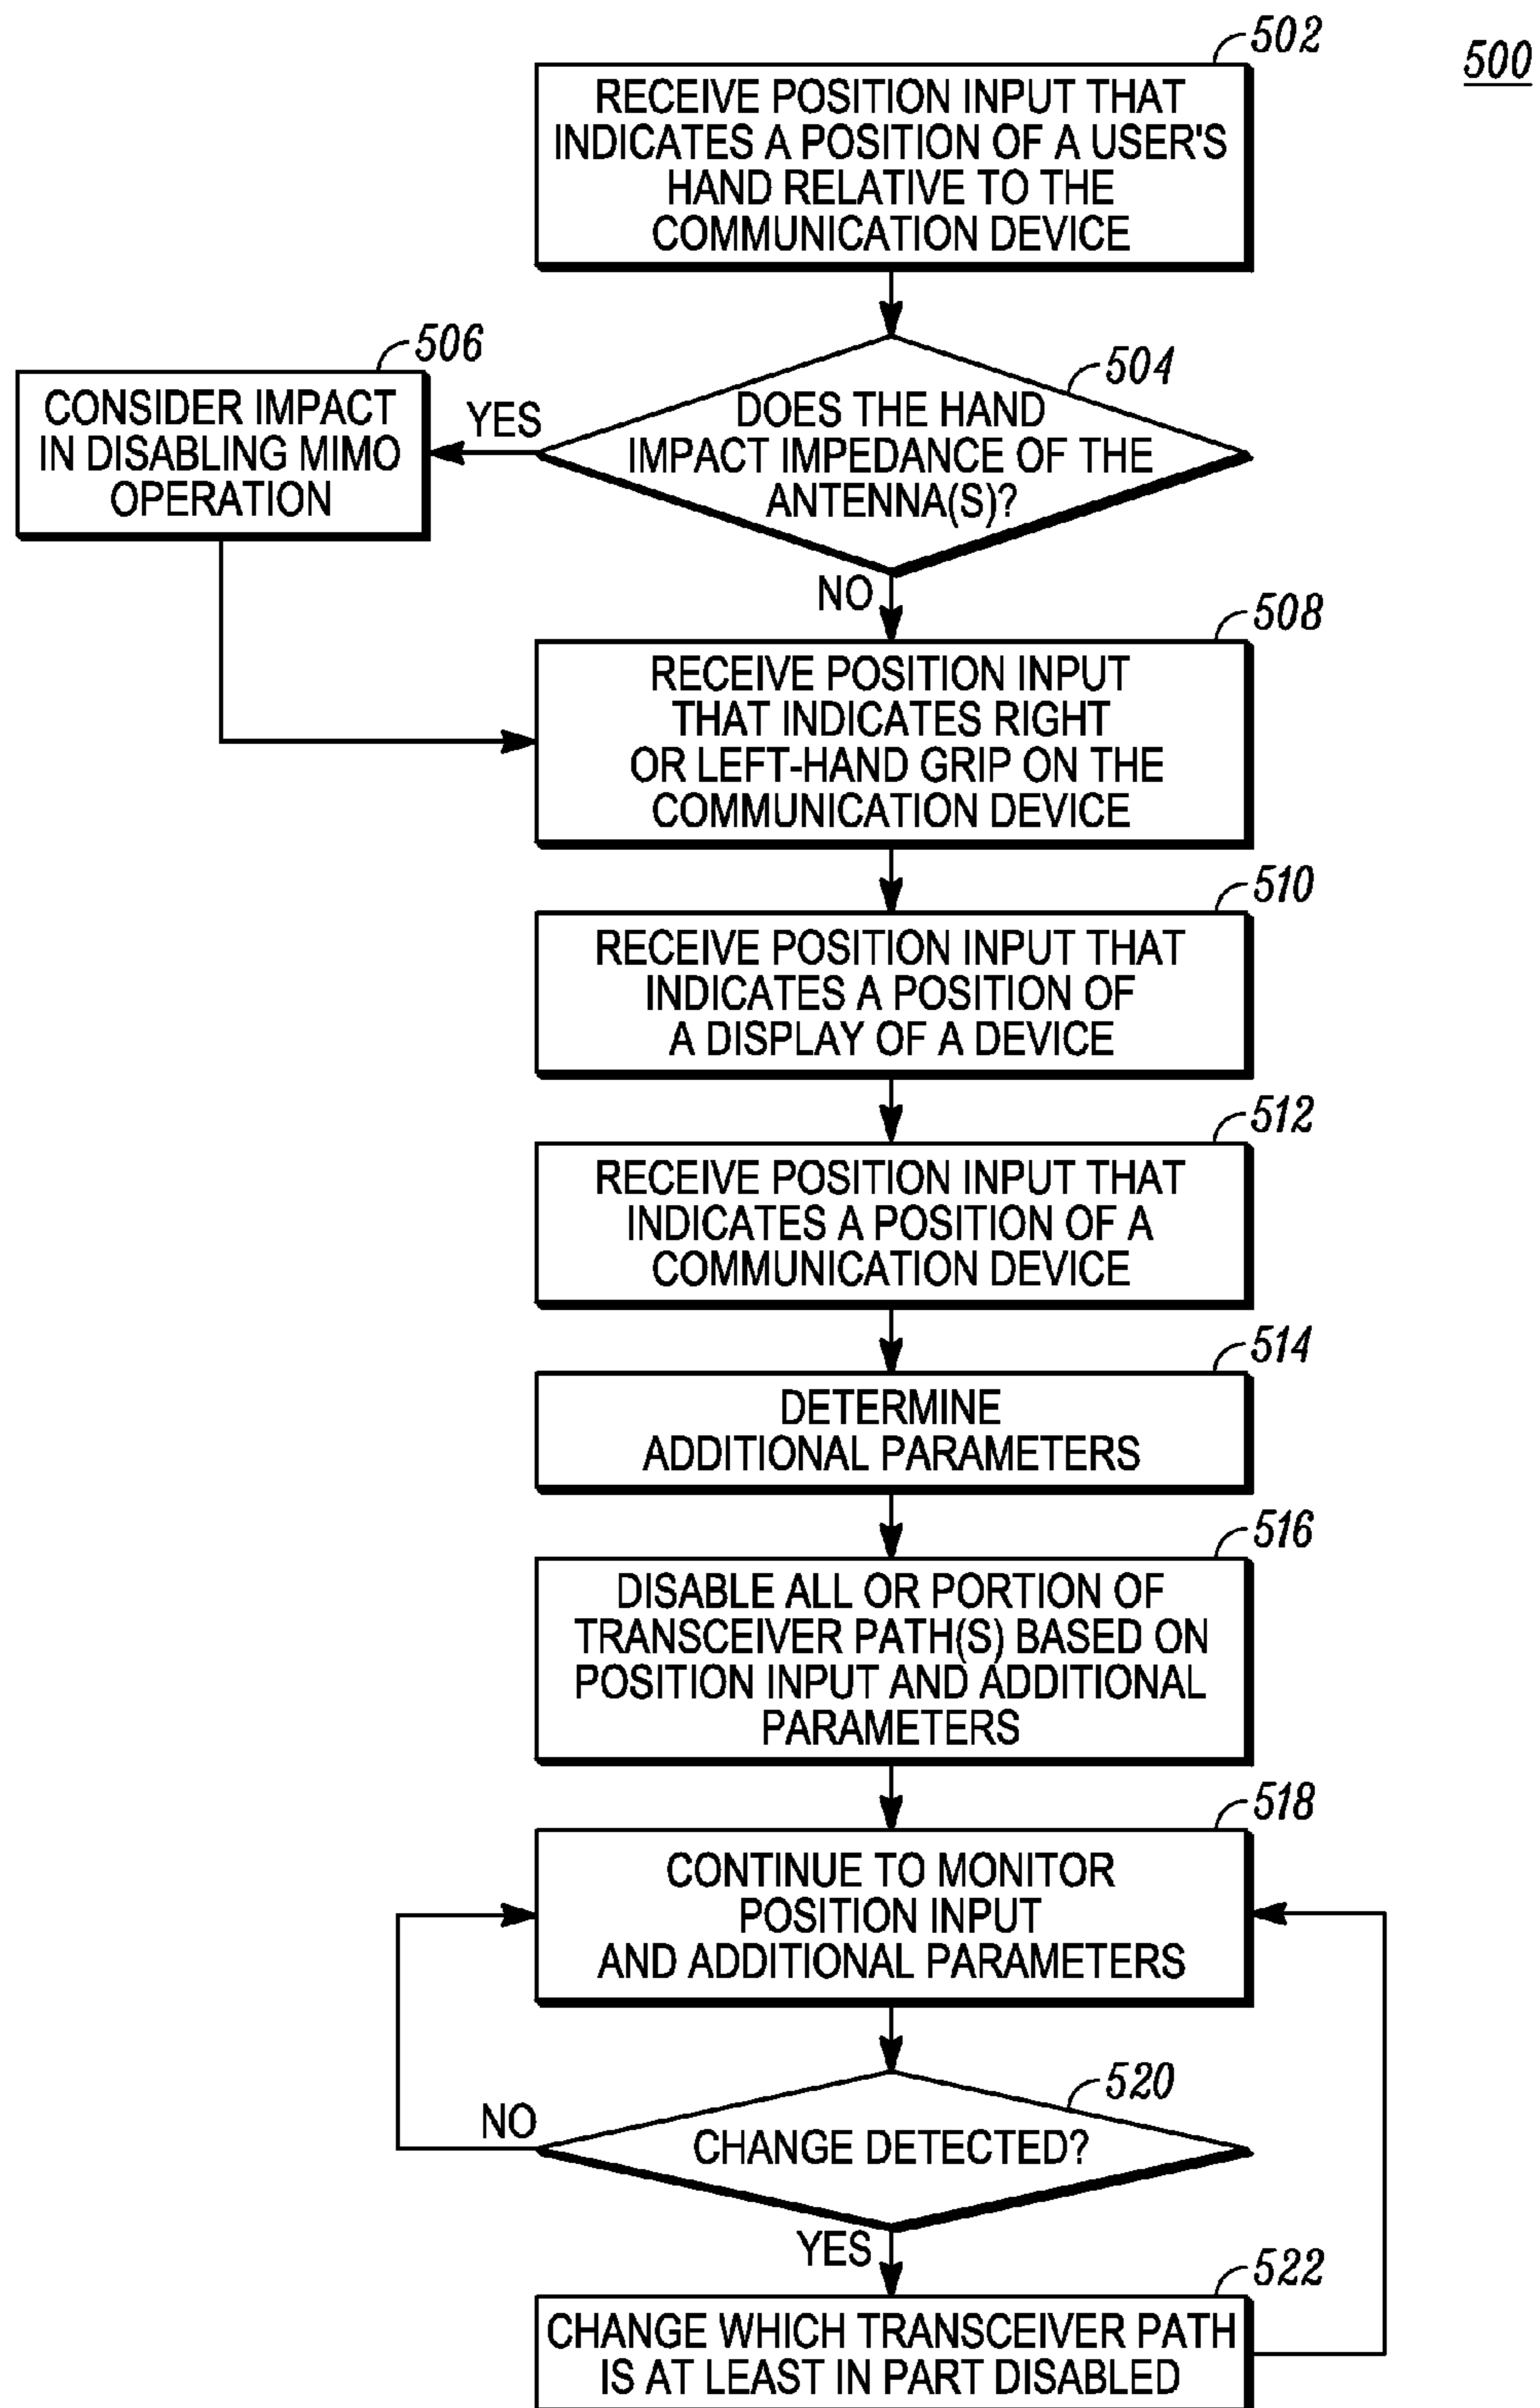 500
502
RECEIVE POSITION INPUT THAT
INDICATES A POSITION OF A USER'S
HAND RELATIVE TO THE
COMMUNICATION DEVICE
504
DOES THE HAND
IMPACT IMPEDANCE OF THE
ANTENNA(S)?
YES
506
CONSIDER IMPACT
IN DISABLING MIMO
OPERATION
NO
508
RECEIVE POSITION INPUT
THAT INDICATES RIGHT
OR LEFT-HAND GRIP ON THE
COMMUNICATION DEVICE
510
RECEIVE POSITION INPUT THAT
INDICATES A POSITION OF
A DISPLAY OF A DEVICE
512
RECEIVE POSITION INPUT THAT
INDICATES A POSITION OF A
COMMUNICATION DEVICE
514
DETERMINE
ADDITIONAL PARAMETERS
516
DISABLE ALL OR PORTION OF
TRANSCEIVER PATH(S) BASED ON
POSITION INPUT AND ADDITIONAL
PARAMETERS
518
CONTINUE TO MONITOR
POSITION INPUT
AND ADDITIONAL PARAMETERS
520
CHANGE DETECTED?
NO
YES
522
CHANGE WHICH TRANSCEIVER PATH
IS AT LEAST IN PART DISABLED